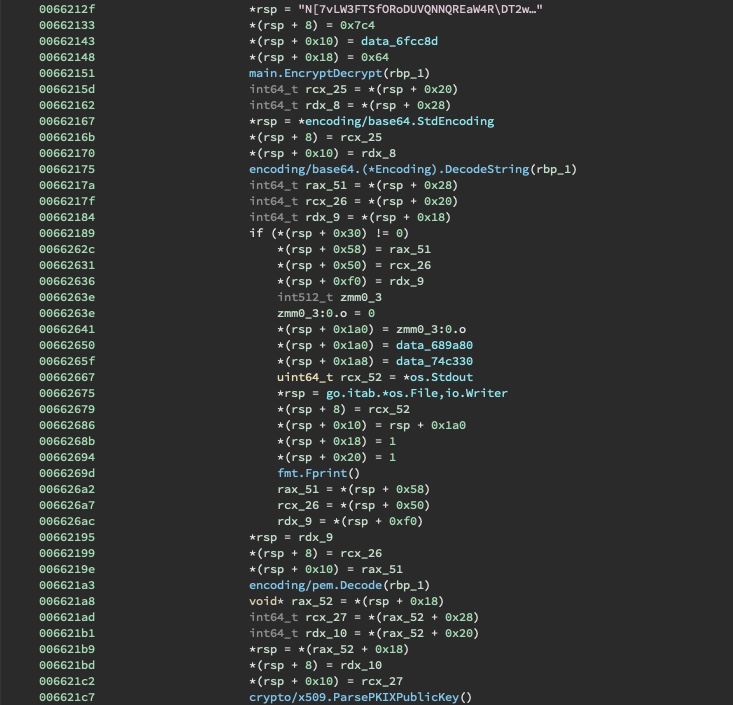 0066212f *rsp = "N[7vLW3FTSfORoDUVQNNQREaW4R\DT2w…"
00662133 *(rsp + 8) = 0x7c4
00662143 *(rsp + 0x10) = data_6fcc8d
00662148 *(rsp + 0x18) = 0x64
00662151 main.EncryptDecrypt(rbp_1)
0066215d int64_t rcx_25 = *(rsp + 0x20)
00662162 int64_t rdx_8 = *(rsp + 0x28)
00662167 *rsp = *encoding/base64.StdEncoding
0066216b *(rsp + 8) = rcx_25
00662170 *(rsp + 0x10) = rdx_8
00662175 encoding/base64.(*Encoding).DecodeString(rbp_1)
0066217a int64_t rax_51 = *(rsp + 0x28)
0066217f int64_t rcx_26 = *(rsp + 0x20)
00662184 int64_t rdx_9 = *(rsp + 0x18)
00662189 if (*(rsp + 0x30) != 0)
0066262c *(rsp + 0x58) = rax_51
00662631 *(rsp + 0x50) = rcx_26
00662636 *(rsp + 0xf0) = rdx_9
0066263e int512_t zmm0_3
0066263e zmm0_3:0.o = 0
00662641 *(rsp + 0x1a0) = zmm0_3:0.o
00662650 *(rsp + 0x1a0) = data_689a80
0066265f *(rsp + 0x1a8) = data_74c330
00662667 uint64_t rcx_52 = *os.Stdout
00662675 *rsp = go.itab.*os.File,io.Writer
00662679 *(rsp + 8) = rcx_52
00662686 *(rsp + 0x10) = rsp + 0x1a0
0066268b *(rsp + 0x18) = 1
00662694 *(rsp + 0x20) = 1
0066269d fmt.Fprint()
006626a2 rax_51 = *(rsp + 0x58)
006626a7 rcx_26 = *(rsp + 0x50)
006626ac rdx_9 = *(rsp + 0xf0)
00662195 *rsp = rdx_9
00662199 *(rsp + 8) = rcx_26
0066219e *(rsp + 0x10) = rax_51
006621a3 encoding/pem.Decode(rbp_1)
006621a8 void* rax_52 = *(rsp + 0x18)
006621ad int64_t rcx_27 = *(rax_52 + 0x28)
006621b1 int64_t rdx_10 = *(rax_52 + 0x20)
006621b9 *rsp = *(rax_52 + 0x18)
006621bd *(rsp + 8) = rdx_10
006621c2 *(rsp + 0x10) = rcx_27
006621c7 crypto/x509.ParsePKIXPublicKey()